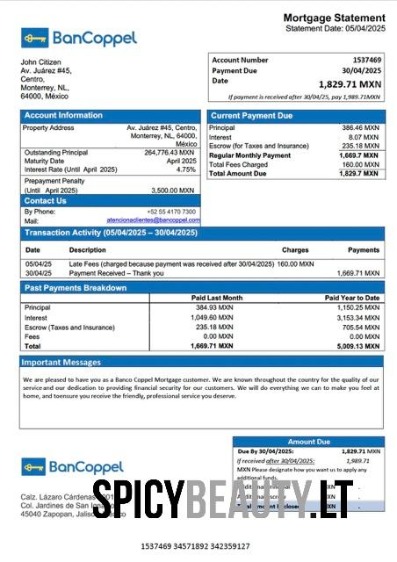 Mortgage Statement
Statement Date: 05/04/2025
BanCoppel
John Citizen
Av. Juárez #45,
Centro,
Monterrey, NL,
64000, México
Account Number 1537469
Payment Due 30/04/2025
Date 1,829.71 MXN
If payment is received after 30/04/25, pay 1,989.71MXN
Account Information
Property Address Av. Juárez #45, Centro,
Monterrey, NL, 64000,
México
Outstanding Principal 264,776.43 MXN
Maturity Date April 2025
Interest Rate (Until April 2025) 4.75%
Prepayment Penalty
(Until April 2025) 3,500.00 MXN
Current Payment Due
Principal 386.46 MXN
Interest 8.07 MXN
Escrow (for Taxes and Insurance) 235.18 MXN
Regular Monthly Payment 1,669.7 MXN
Total Fees Charged 160.00 MXN
Total Amount Due 1,829.7 MXN
Contact Us
By Phone: +52 55 4170 7300
Mail: atencionaclientes@bancoppel.com
Transaction Activity (05/04/2025 – 30/04/2025)
Date Description Charges Payments
05/04/25 Late Fees (charged because payment was received after 30/04/2025) 160.00 MXN
30/04/25 Payment Received – Thank you 1,669.71 MXN
Past Payments Breakdown
Paid Last Month Paid Year to Date
Principal 384.93 MXN 1,150.25 MXN
Interest 1,049.60 MXN 3,153.34 MXN
Escrow (Taxes and Insurance) 235.18 MXN 705.54 MXN
Fees 0.00 MXN 0.00 MXN
Total 1,669.71 MXN 5,009.13 MXN
Important Messages
We are pleased to have you as a Banco Coppel Mortgage customer. We are known throughout the country for the quality of our
service and our dedication to providing financial security for our customers. We will do everything we can to make you feel at
home, and toensure you receive the friendly, professional service you deserve.
Amount Due
Due By 30/04/2025: 1,829.71 MXN
If received after 30/04/2025: 1,989.71
MXN Please designate how you want us to apply any
additional funds.
BanCoppel
Calz. Lázaro Cárdenas
Col. Jardines de San
45040 Zapopan,
SPICYBEAUTY.LT
1537469 34571892 342359127